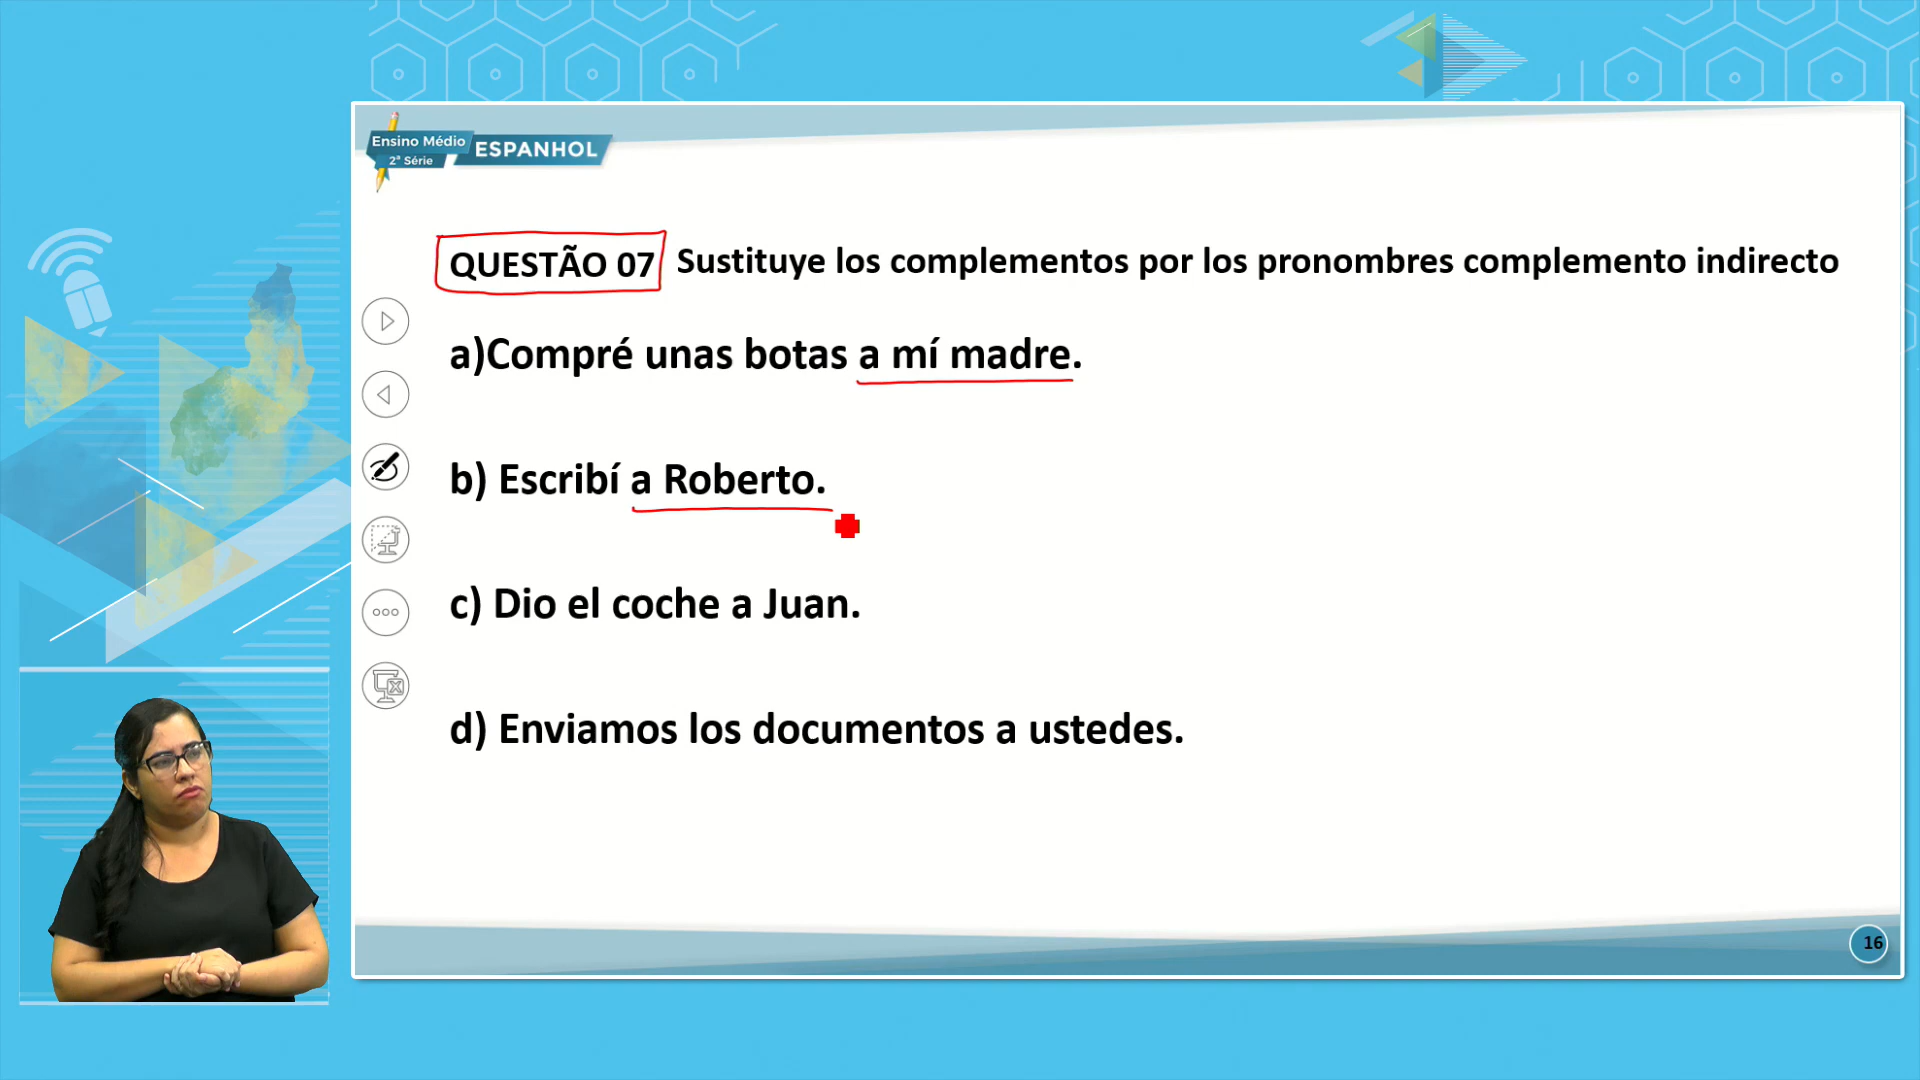 Ensino Médio
2ª Série
ESPANHOL
QUESTÃO 07 Sustituye los complementos por los pronombres complemento indirecto
a)Compré unas botas a mí madre.
b) Escribí a Roberto.
c) Dio el coche a Juan.
d) Enviamos los documentos a ustedes.
16